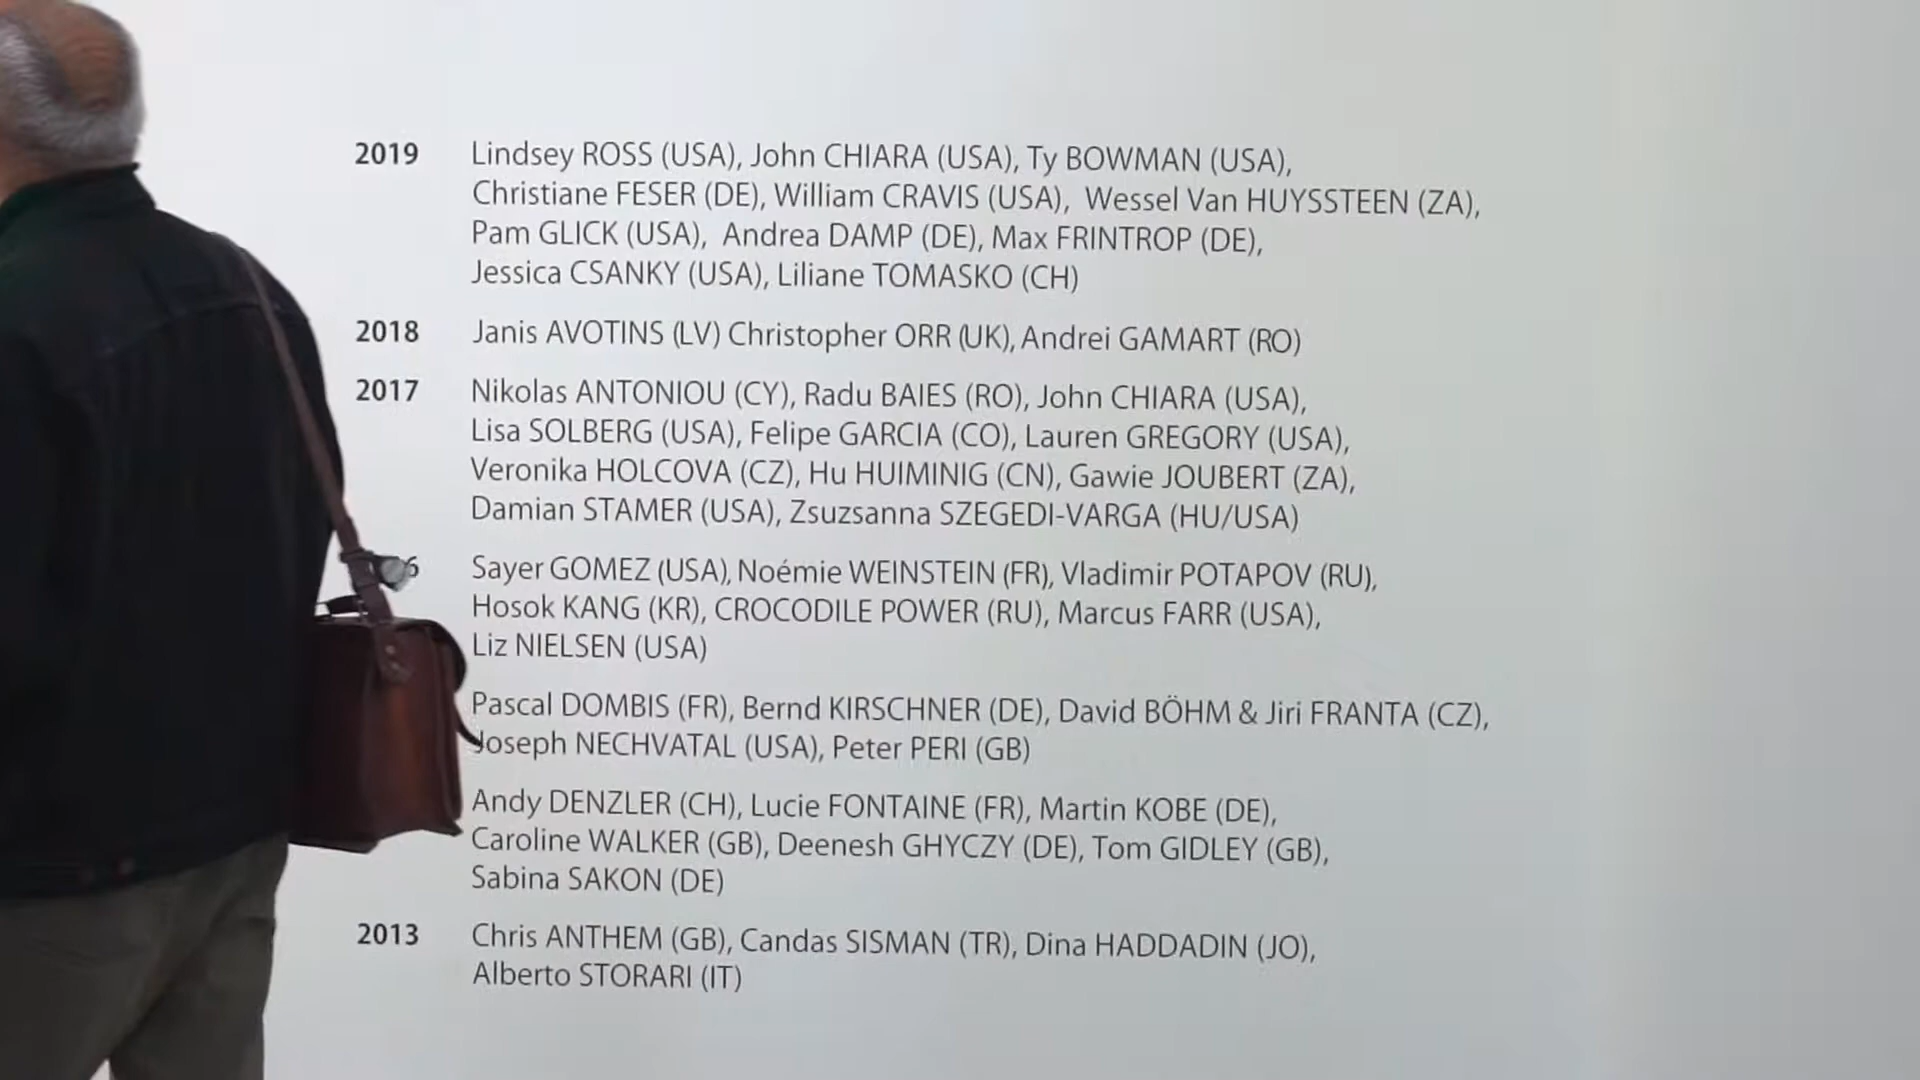 2019 Lindsey ROSS (USA), John CHIARA (USA), Ty BOWMAN (USA),
Christiane FESER (DE), William CRAVIS (USA), Wessel Van HUYSSTEEN (ZA),
Pam GLICK (USA), Andrea DAMP (DE), Max FRINTROP (DE),
Jessica CSANKY (USA), Liliane TOMASKO (CH)
2018 Janis AVOTINS (LV) Christopher ORR (UK), Andrei GAMART (RO)
2017 Nikolas ANTONIOU (CY), Radu BAIES (RO), John CHIARA (USA),
Lisa SOLBERG (USA), Felipe GARCIA (CO), Lauren GREGORY (USA),
Veronika HOLCOVA (CZ), Hu HUIMINIG (CN), Gawie JOUBERT (ZA),
Damian STAMER (USA), Zsuzsanna SZEGEDI-VARGA (HU/USA)
Sayer GOMEZ (USA), Noémie WEINSTEIN (FR), Vladimir POTAPOV (RU),
Hosok KANG (KR), CROCODILE POWER (RU), Marcus FARR (USA),
Liz NIELSEN (USA)
Pascal DOMBIS (FR), Bernd KIRSCHNER (DE), David BÖHM & Jiri FRANTA (CZ),
Joseph NECHVATAL (USA), Peter PERI (GB)
Andy DENZLER (CH), Lucie FONTAINE (FR), Martin KOBE (DE),
Caroline WALKER (GB), Deenesh GHYCZY (DE), Tom GIDLEY (GB),
Sabina SAKON (DE)
2013 Chris ANTHEM (GB), Candas SISMAN (TR), Dina HADDADIN (JO),
Alberto STORARI (IT)